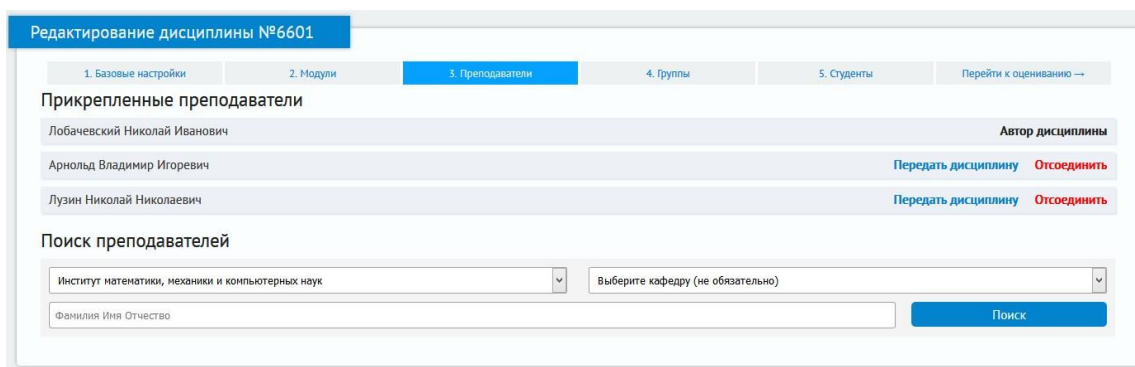 Редактирование дисциплины №6601
1. Базовые настройки 2. Модули 3. Преподаватели 4. Группы 5. Студенты Перейти к оцениванию →
Прикрепленные преподаватели
Лобачевский Николай Иванович Автор дисциплины
Арнольд Владимир Игоревич Передать дисциплину Отсоединить
Лузин Николай Николаевич Передать дисциплину Отсоединить
Поиск преподавателей
Институт математики, механики и компьютерных наук Выберите кафедру (не обязательно)
Фамилия Имя Отчество Поиск